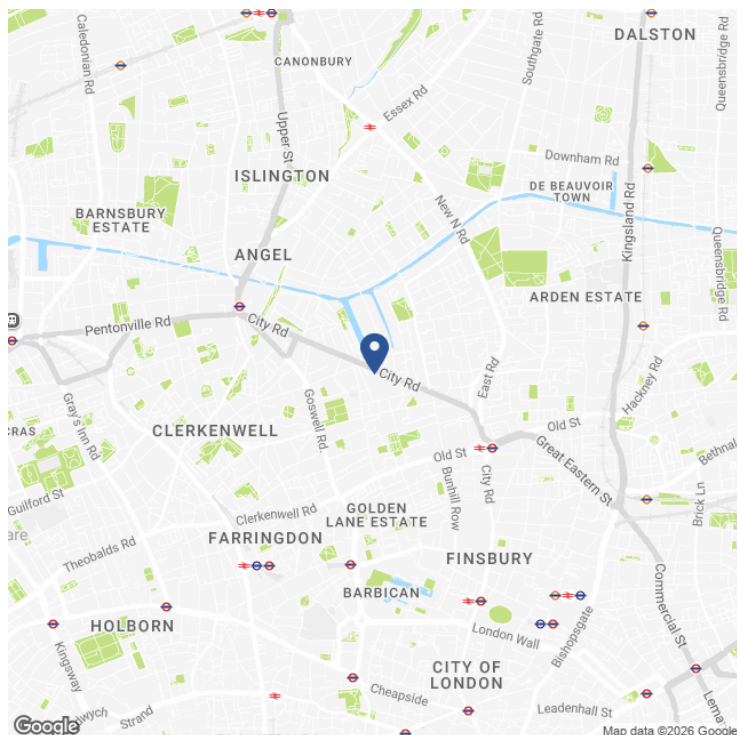 Caledonian Rd
CANONBURY
Southgate Rd
DALSTON
Queensbridge Rd
Essex Rd
Upper St
ISLINGTON
Downham Rd
DE BEAUVOIR
TOWN
BARNSBURY
ESTATE
New N Rd
Kingsland Rd
Queensbridge Rd
ANGEL
ARDEN ESTATE
Pentonville Rd
City Rd
City Rd
East Rd
Hackney Rd
Gray's Inn Rd
Goswell Rd.
CRAS
CLERKENWELL
Old St
Old St
Great Eastern St
Bethnal
Guilford St
Bunhill Row
City Rd
Brick Ln
Clerkenwell Rd
GOLDEN
LANE ESTATE
Theobalds Rd
FARRINGDON
FINSBURY
BARBICAN
Commercial St
HOLBORN
London Wall
Bishopsgate
Kingsway
CITY OF
LONDON
Cheapside
Strand
Leadenhall St
Google
Map data ©2026 Google